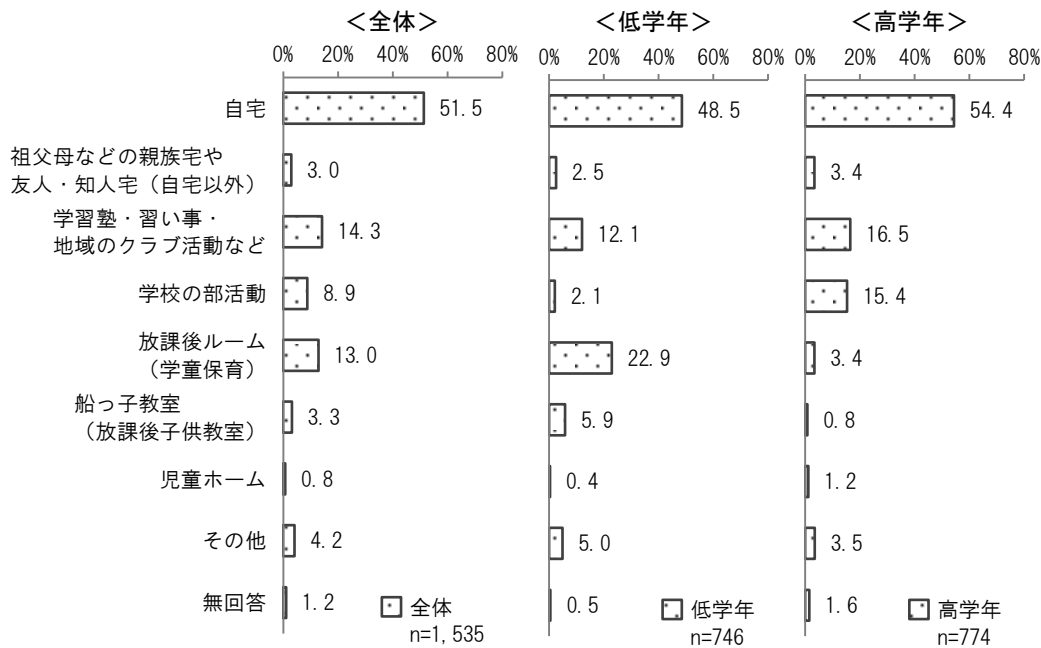 ＜全体＞ ＜低学年＞ ＜高学年＞
0% 20% 40% 60% 80% 0% 20% 40% 60% 80% 0% 20% 40% 60% 80%
自宅 51.5 48.5 54.4
祖父母などの親族宅や
友人・知人宅（自宅以外） 3.0 2.5 3.4
学習塾・習い事・
地域のクラブ活動など 14.3 12.1 16.5
学校の部活動 8.9 2.1 15.4
放課後ルーム
（学童保育） 13.0 22.9 3.4
船っ子教室
（放課後子供教室） 3.3 5.9 0.8
児童ホーム 0.8 0.4 1.2
その他 4.2 5.0 3.5
無回答 1.2 0.5 1.6
全体 低学年 高学年
n=1,535 n=746 n=774